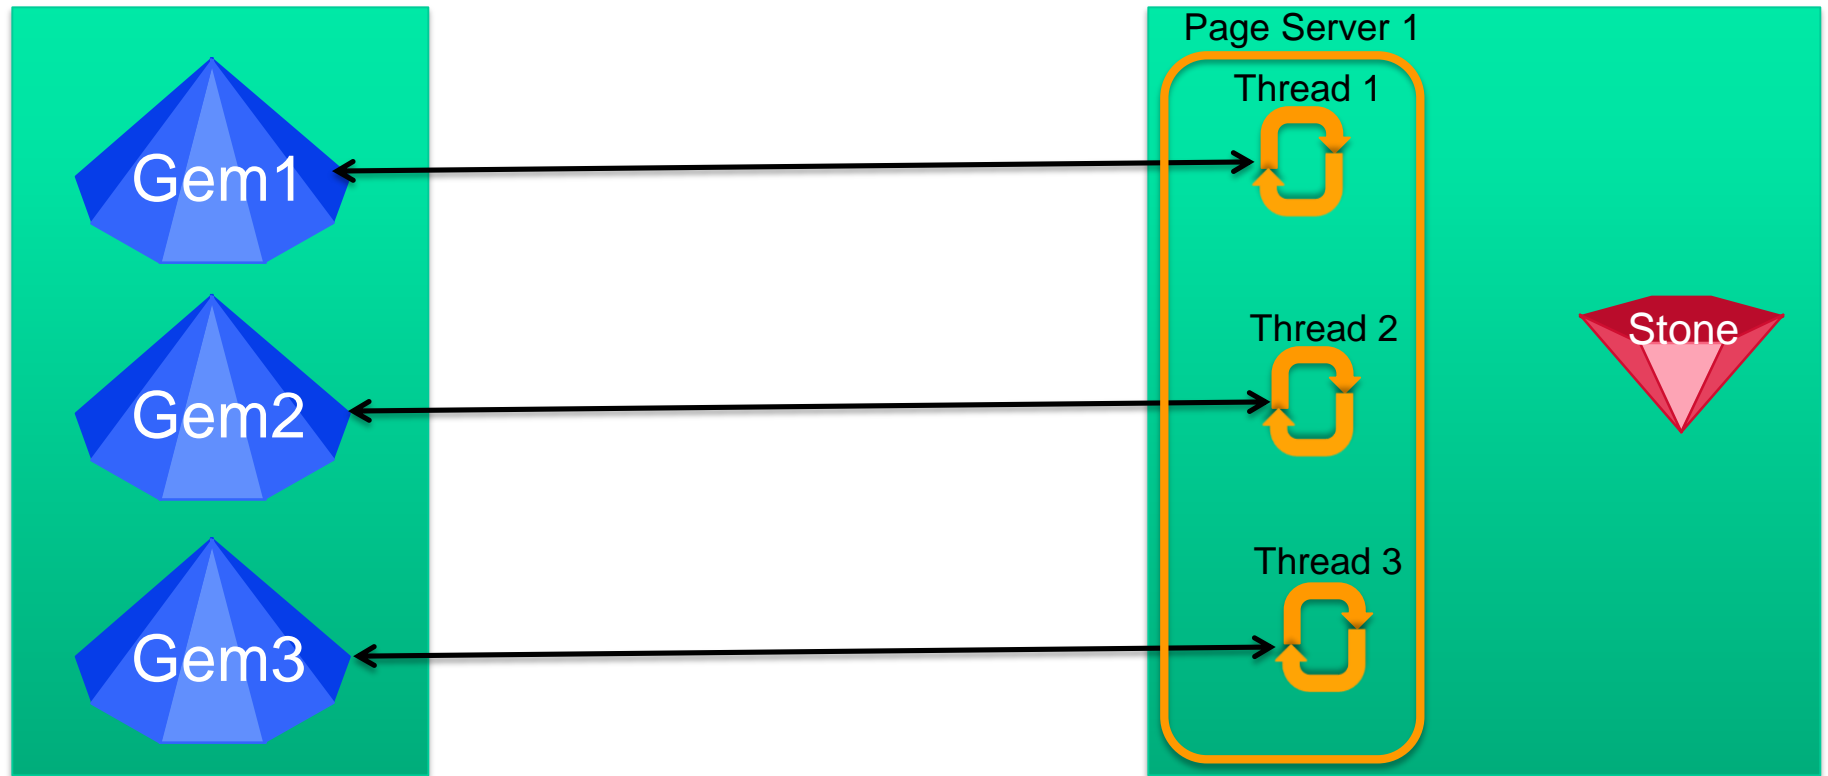 Page Server 1
Thread 1
Gem1
Stone
Thread 2
Gem2
Thread 3
Gem3